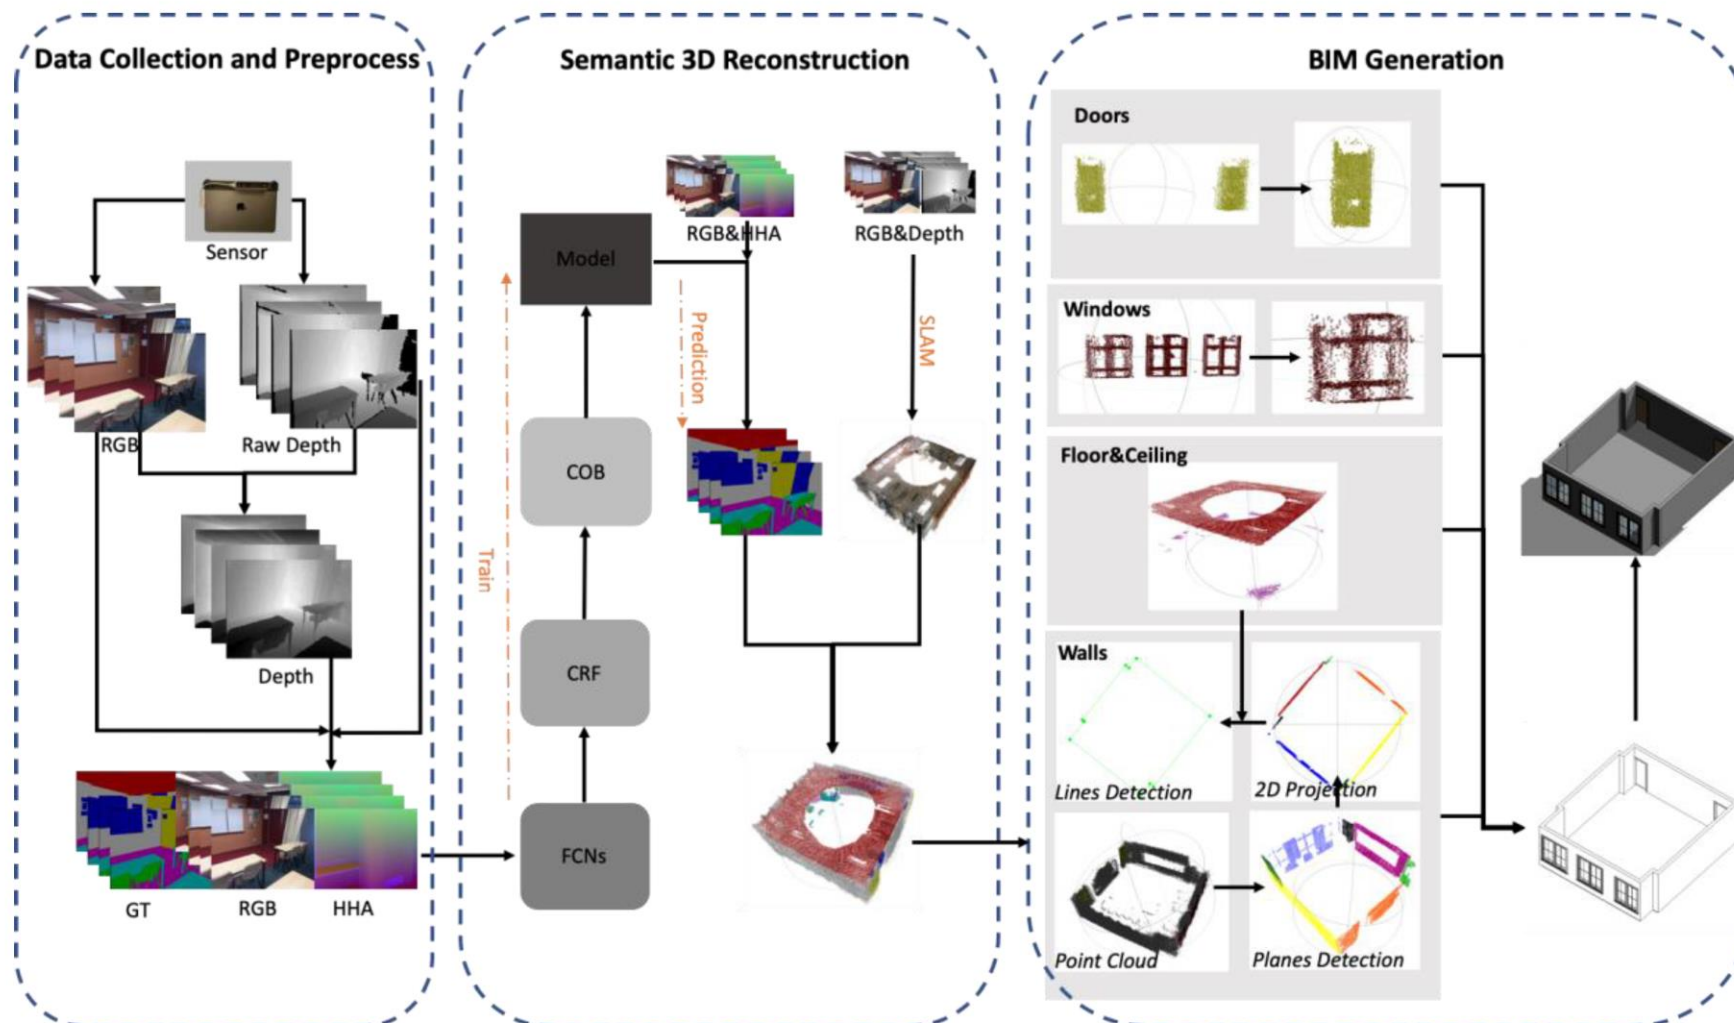 Data Collection and Preprocess
Sensor
RGB
Raw Depth
Depth
GT
RGB
HHA
Semantic 3D Reconstruction
RGB&HHA
RGB&Depth
Model
Prediction
SLAM
COB
Train
CRF
FCNs
BIM Generation
Doors
Windows
Floor&Ceiling
Walls
Lines Detection
2D Projection
Point Cloud
Planes Detection